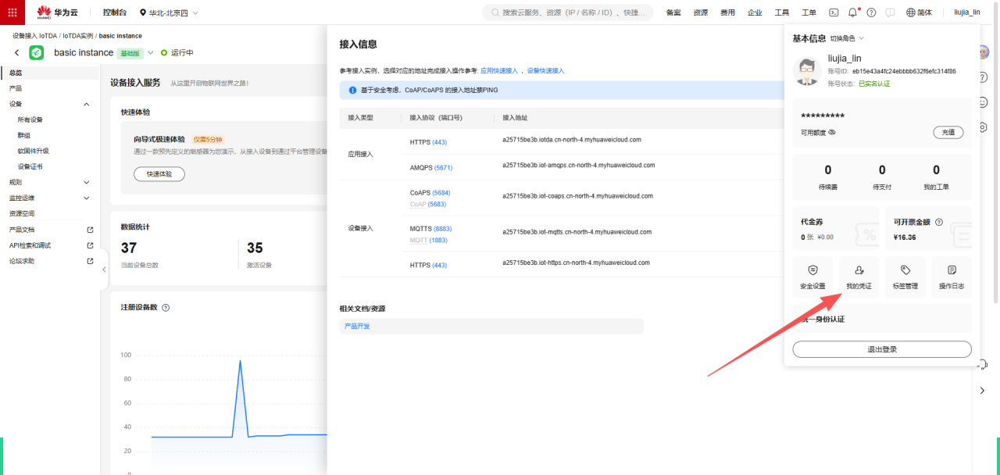 HUAWEI
华为云
控制台
华北-北京四
搜索云服务、资源（IP / 名称 / ID）、快捷...
备案
资源
费用
企业
工具
工单
简体
liujia_lin
设备接入 IoTDA / IoTDA实例 / basic instance
basic instance
基础版
运行中
总览
产品
设备
所有设备
群组
软固件升级
设备证书
规则
监控运维
资源空间
产品文档
API检索和调试
论坛求助
设备接入服务
从这里开启物联网世界之路!
快速体验
向导式极速体验
仅需5分钟
通过一款预先定义的烟感器为您演示，从接入设备到通过平台管理设备
快速体验
数据统计
37
当前设备总数
35
激活设备
注册设备数
100
80
60
40
20
0
接入信息
参考接入实例，选择对应的地址完成接入操作参考: 应用快速接入 ， 设备快速接入
基于安全考虑，CoAP/CoAPS 的接入地址禁PING
接入类型
接入协议（端口号）
接入地址
应用接入
HTTPS (443)
a25715be3b.iotda.cn-north-4.myhuaweicloud.com
AMQPS (5671)
a25715be3b.iot-amqps.cn-north-4.myhuaweicloud.com
设备接入
CoAPS (5684)
CoAP (5683)
a25715be3b.iot-coaps.cn-north-4.myhuaweicloud.com
MQTTS (8883)
MQTT (1883)
a25715be3b.iot-mqtts.cn-north-4.myhuaweicloud.com
HTTPS (443)
a25715be3b.iot-https.cn-north-4.myhuaweicloud.com
相关文档/资源
产品开发
基本信息
切换角色
liujia_lin
账号ID: eb15e43a4fc24ebbbb632f6efc314f86
账号状态: 已实名认证
*********
可用额度
充值
0
待续费
0
待支付
0
我的工单
代金券
0 张 ¥0.00
可开票金额
¥16.36
安全设置
我的凭证
标签管理
操作日志
一身份认证
退出登录